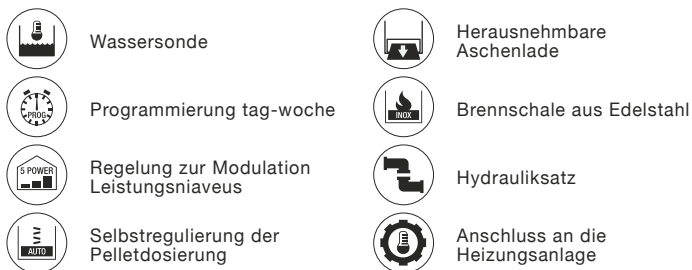 Wassersonde
PROG
Programmierung tag-woche
5 POWER
Regelung zur Modulation
Leistungsniaveus
AUTO
Selbstregulierung der
Pelletdosierung
Herausnehmbare
Aschenlade
INOX
Brennschale aus Edelstahl
Hydrauliksatz
Anschluss an die
Heizungsanlage